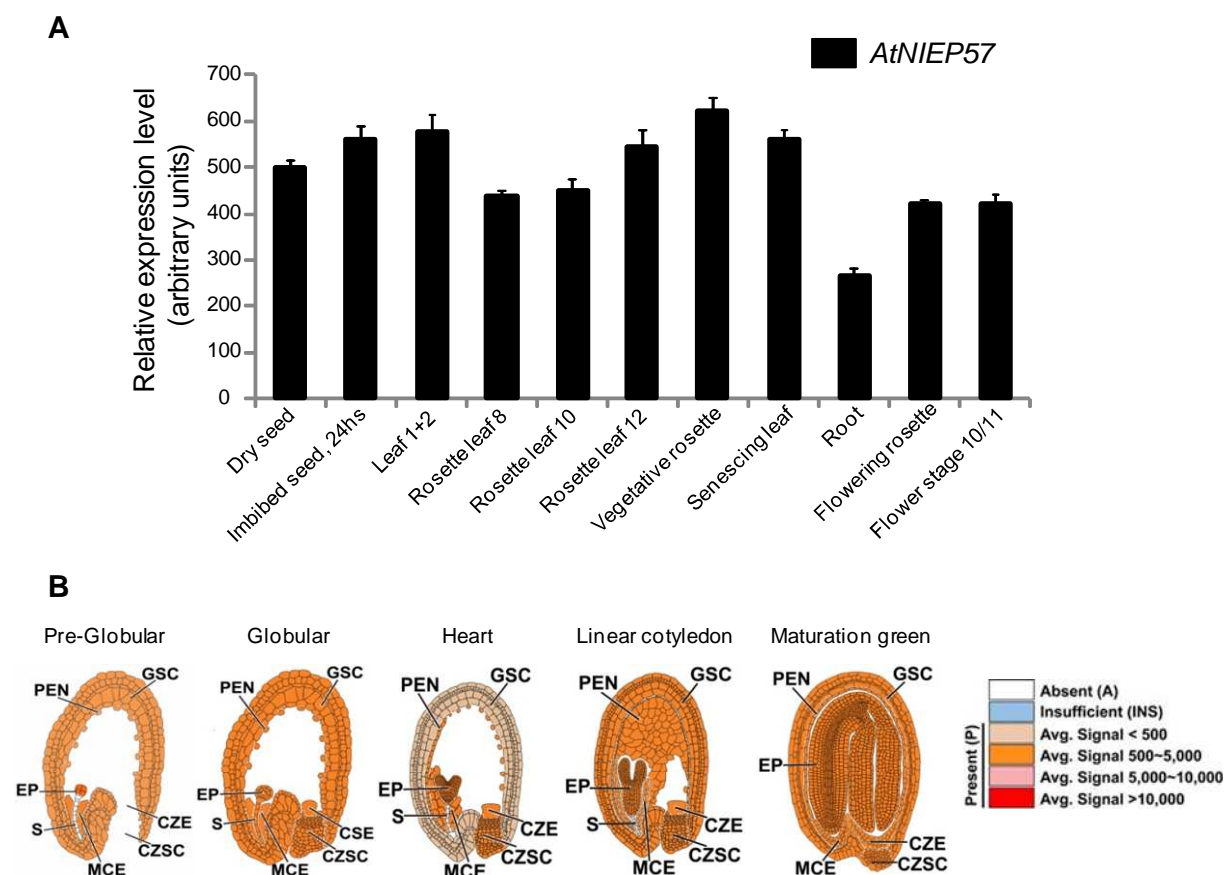 A
AtNIEP57
Relative expression level
(arbitrary units)
700
600
500
400
300
200
100
0
Dry seed
Imbibed seed, 24hs
Leaf 1+2
Rosette leaf 8
Rosette leaf 10
Rosette leaf 12
Vegetative rosette
Senescing leaf
Root
Flowering rosette
Flower stage 10/11
B
Pre-Globular
Globular
Heart
Linear cotyledon
Maturation green
PEN
GSC
EP
S
MCE
CZE
CZSC
PEN
GSC
EP
S
MCE
CSE
CZSC
PEN
GSC
EP
S
MCE
CZE
CZSC
PEN
GSC
EP
S
MCE
CZE
CZSC
PEN
GSC
EP
MCE
CZE
CZSC
Present (P)
Absent (A)
Insufficient (INS)
Avg. Signal < 500
Avg. Signal 500~5,000
Avg. Signal 5,000~10,000
Avg. Signal >10,000